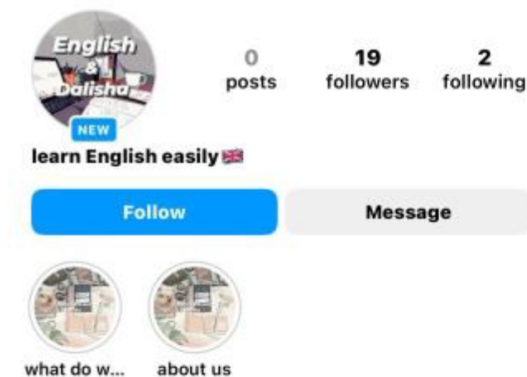 English
&
Dalisha
NEW
0 19 2
posts followers following
learn English easily🇬🇧
Follow Message
what do w... about us